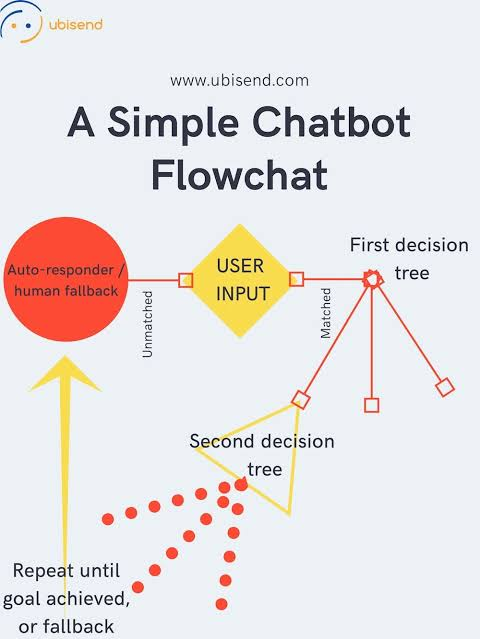 ubisend
www.ubisend.com
A Simple Chatbot
Flowchat
Auto-responder /
human fallback
Unmatched
USER
INPUT
Matched
First decision
tree
Second decision
tree
Repeat until
goal achieved,
or fallback